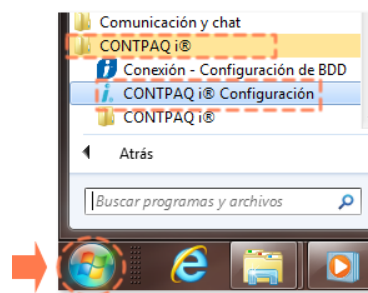 Comunicación y chat
CONTPAQ i®
Conexión - Configuración de BDD
CONTPAQ i® Configuración
CONTPAQ i®
Atrás
Buscar programas y archivos